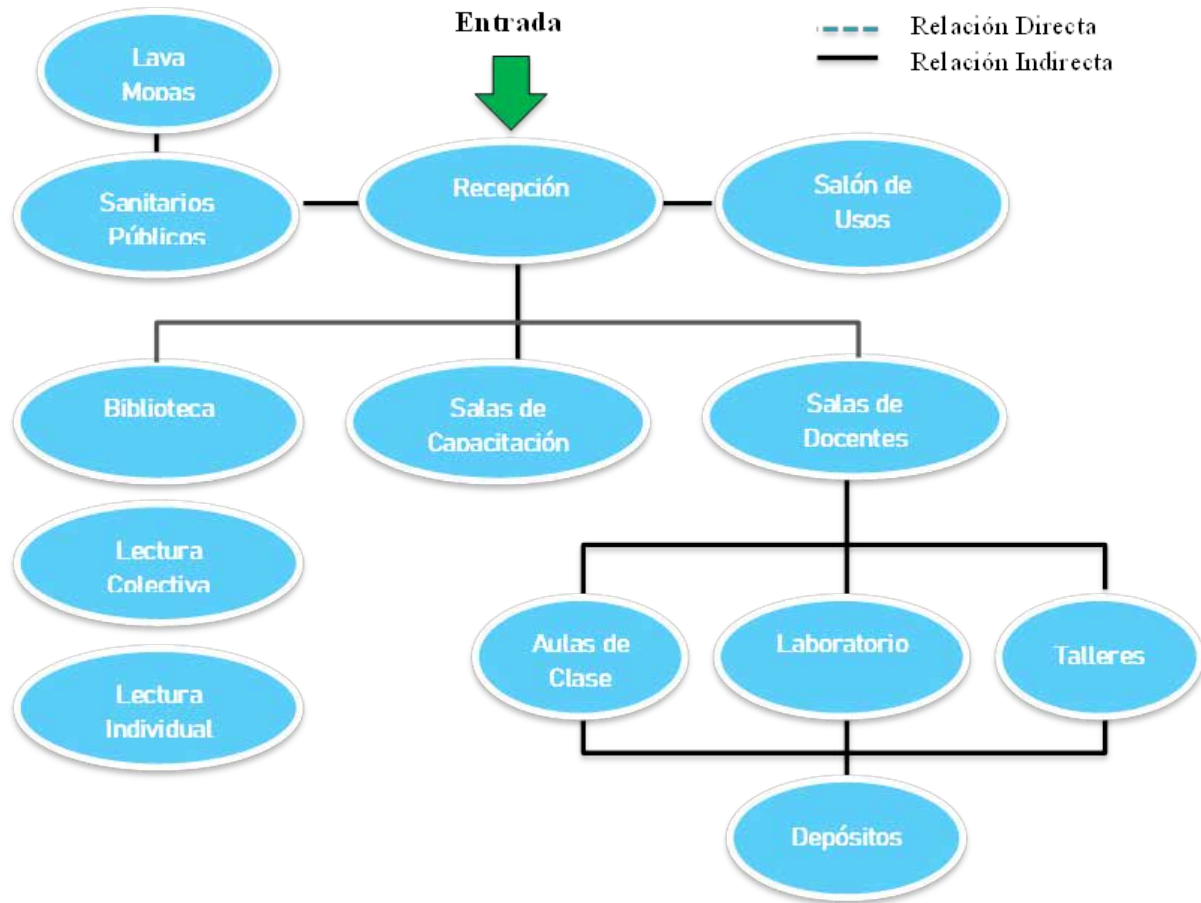 Entrada
Relación Directa
Relación Indirecta
Lava
Mopas
Sanitarios
Públicos
Recepción
Salón de
Usos
Biblioteca
Salas de
Capacitación
Salas de
Docentes
Lectura
Colectiva
Lectura
Individual
Aulas de
Clase
Laboratorio
Talleres
Depósitos